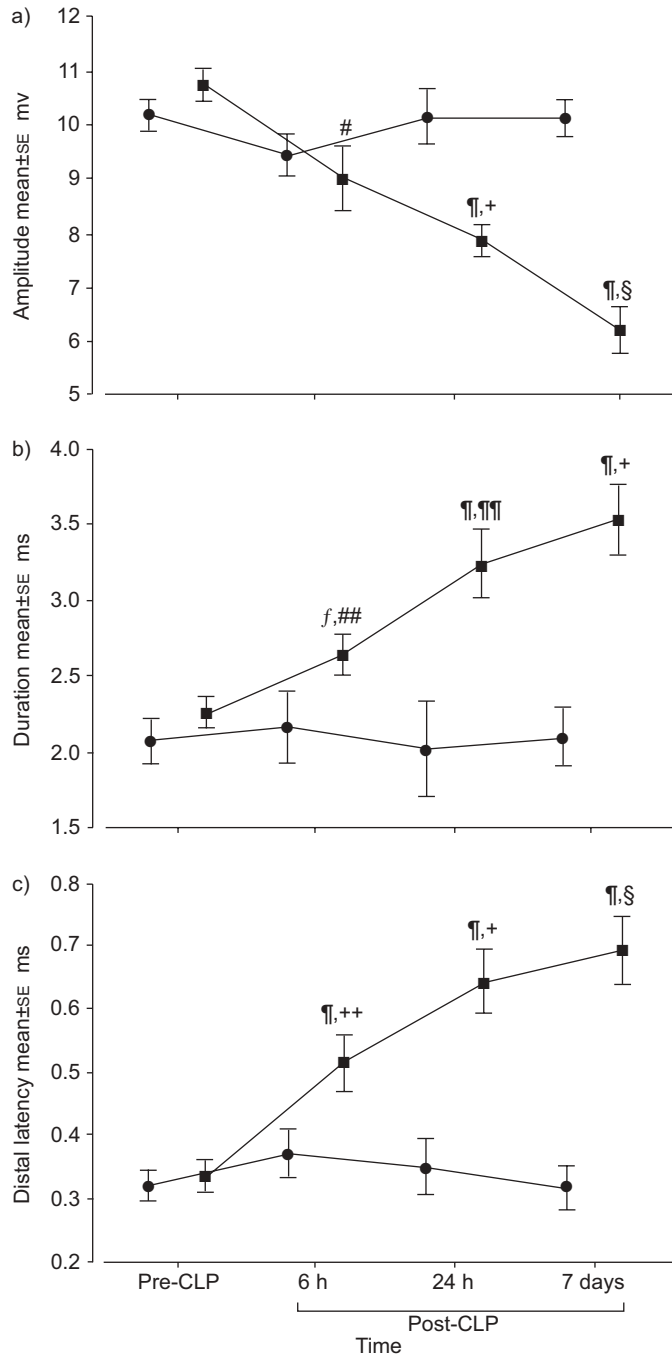 a)
12
11
10
9
8
7
6
5
Amplitude mean±SE mv
#
¶,+
¶,§
b)
4.0
3.5
3.0
2.5
2.0
1.5
Duration mean±SE ms
ƒ,##
¶,¶¶
¶,+
c)
0.8
0.7
0.6
0.5
0.4
0.3
0.2
Distal latency mean±SE ms
¶,++
¶,+
¶,§
Pre-CLP 6 h 24 h 7 days
Post-CLP
Time